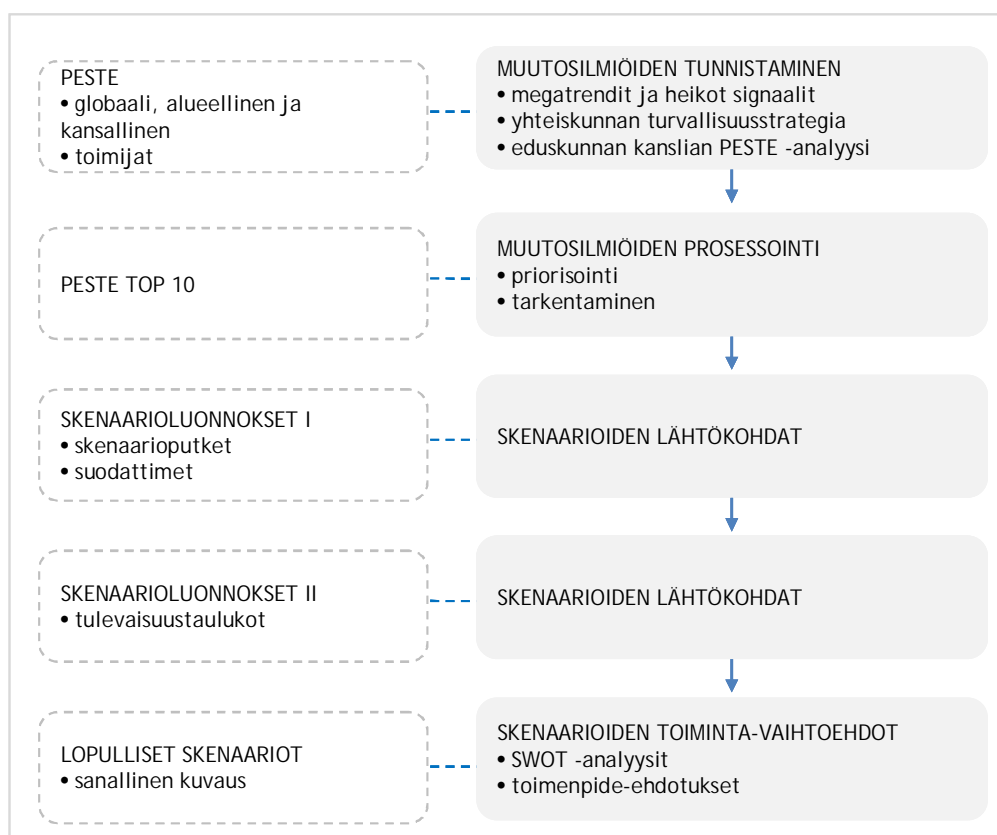 PESTE
• globaali, alueellinen ja
kansallinen
• toimijat
MUUTOSILMIÖIDEN TUNNISTAMINEN
• megatrendit ja heikot signaalit
• yhteiskunnan turvallisuusstrategia
• eduskunnan kanslian PESTE -analyysi
PESTE TOP 10
MUUTOSILMIÖIDEN PROSESSOINTI
• priorisointi
• tarkentaminen
SKENAARIOLUONNOKSET I
• skenaarioputket
• suodattimet
SKENAARIOIDEN LÄHTÖKOHDAT
SKENAARIOLUONNOKSET II
• tulevaisuustaulukot
SKENAARIOIDEN LÄHTÖKOHDAT
LOPULLISET SKENAARIOT
• sanallinen kuvaus
SKENAARIOIDEN TOIMINTA-VAIHTOEHDOT
• SWOT -analyysit
• toimenpide-ehdotukset